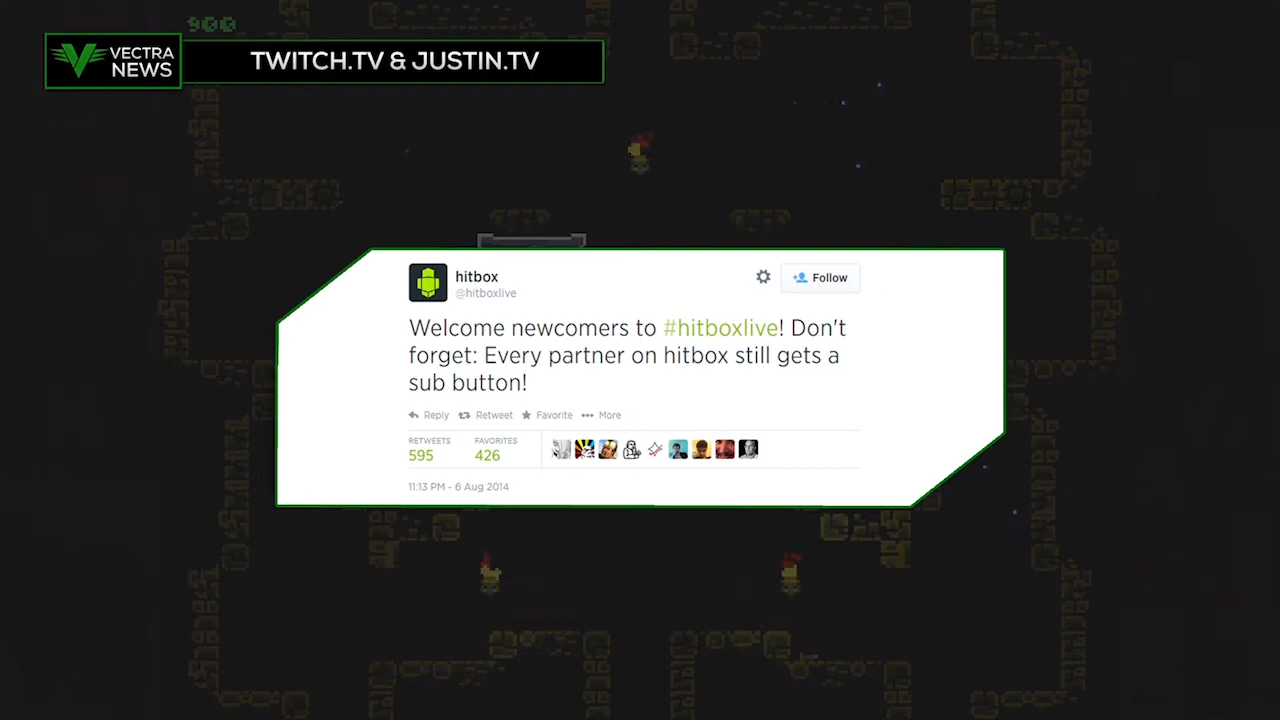 900
VECTRA
NEWS
TWITCH.TV & JUSTIN.TV
hitbox
@hitboxlive
Follow
Welcome newcomers to #hitboxlive! Don't
forget: Every partner on hitbox still gets a
sub button!
Reply Retweet Favorite More
RETWEETS FAVORITES
595 426
11:13 PM - 6 Aug 2014